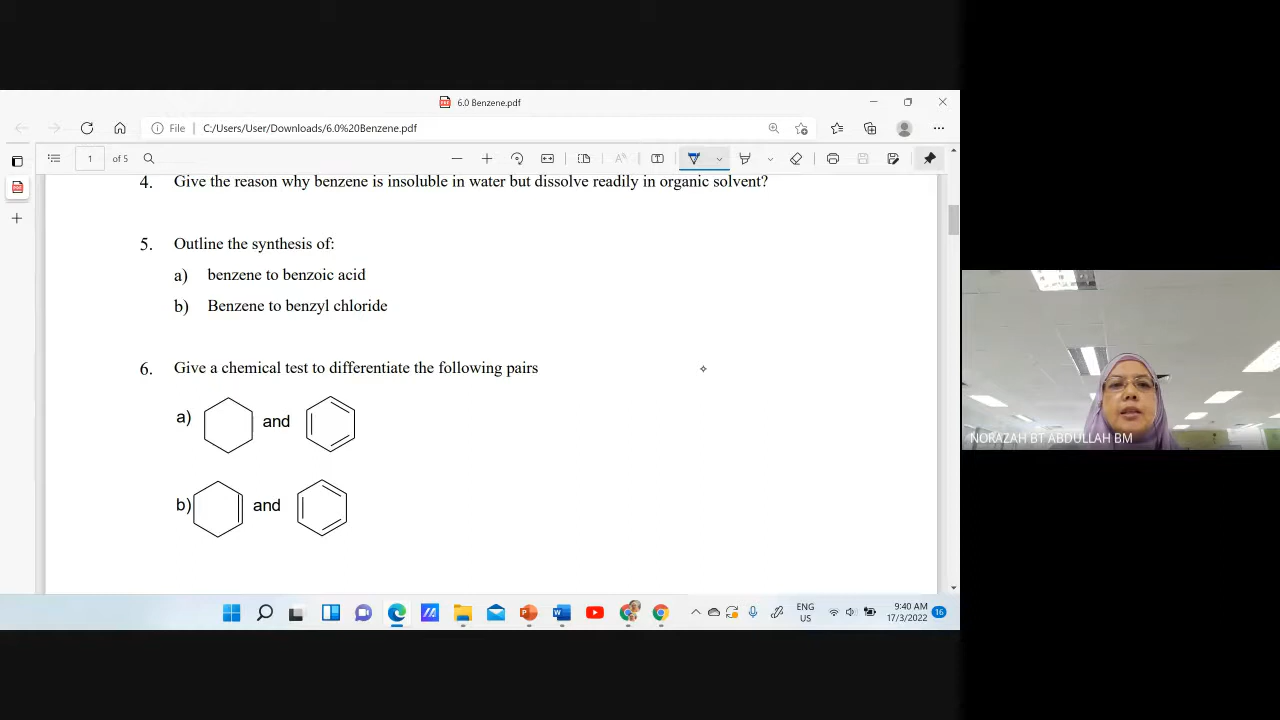 6.0 Benzene.pdf
File C:/Users/User/Downloads/6.0%20Benzene.pdf
1 of 5
4. Give the reason why benzene is insoluble in water but dissolve readily in organic solvent?
5. Outline the synthesis of:
a) benzene to benzoic acid
b) Benzene to benzyl chloride
6. Give a chemical test to differentiate the following pairs
a) and
b) and
NORAZAH BT ABDULLAH BM
ENG
US
9:40 AM
17/3/2022
16